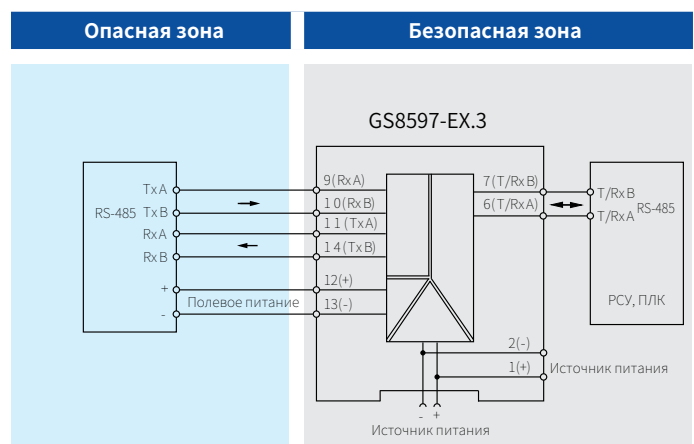 Опасная зона
Безопасная зона
GS8597-EX.3
TxA
RS-485 TxB
RxA
RxB
+
-
Полевое питание
9(RxA)
10(RxB)
11(TxA)
14(TxB)
12(+)
13(-)
7(T/RxB)
6(T/RxA)
T/RxB
T/RxA RS-485
РСУ, ПЛК
2(-)
1(+)
Источник питания
- +
Источник питания